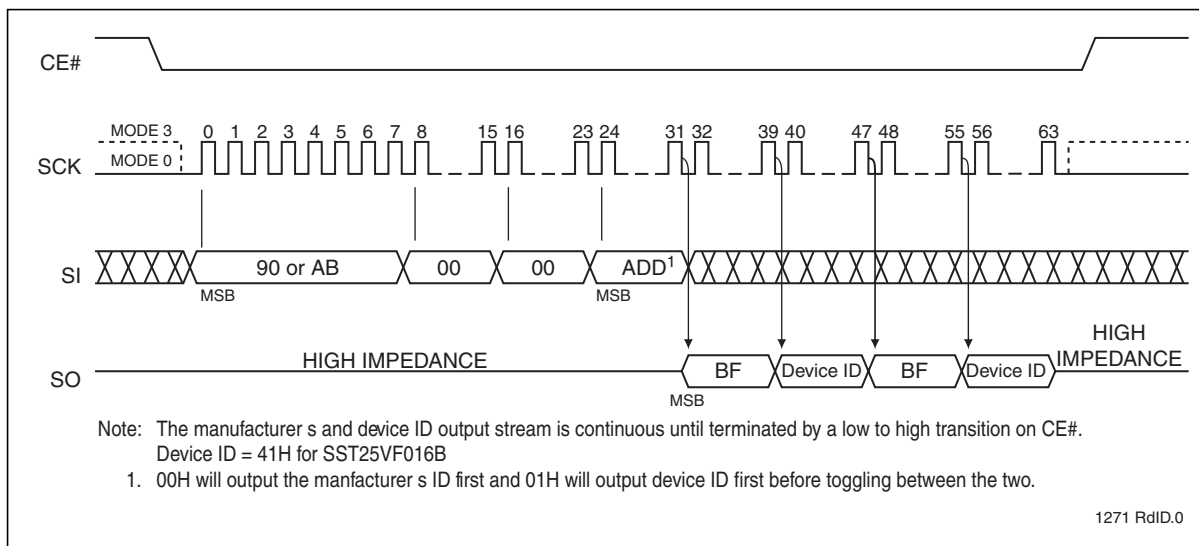 CE#
MODE 3
0 1 2 3 4 5 6 7 8 15 16 23 24 31 32 39 40 47 48 55 56 63
SCK
MODE 0
SI
90 or AB 00 00 ADD1
MSB MSB
HIGH IMPEDANCE
HIGH IMPEDANCE
SO
BF Device ID BF Device ID
MSB
Note: The manufacturer s and device ID output stream is continuous until terminated by a low to high transition on CE#.
Device ID = 41H for SST25VF016B
1. 00H will output the manfacturer s ID first and 01H will output device ID first before toggling between the two.
1271 RdID.0